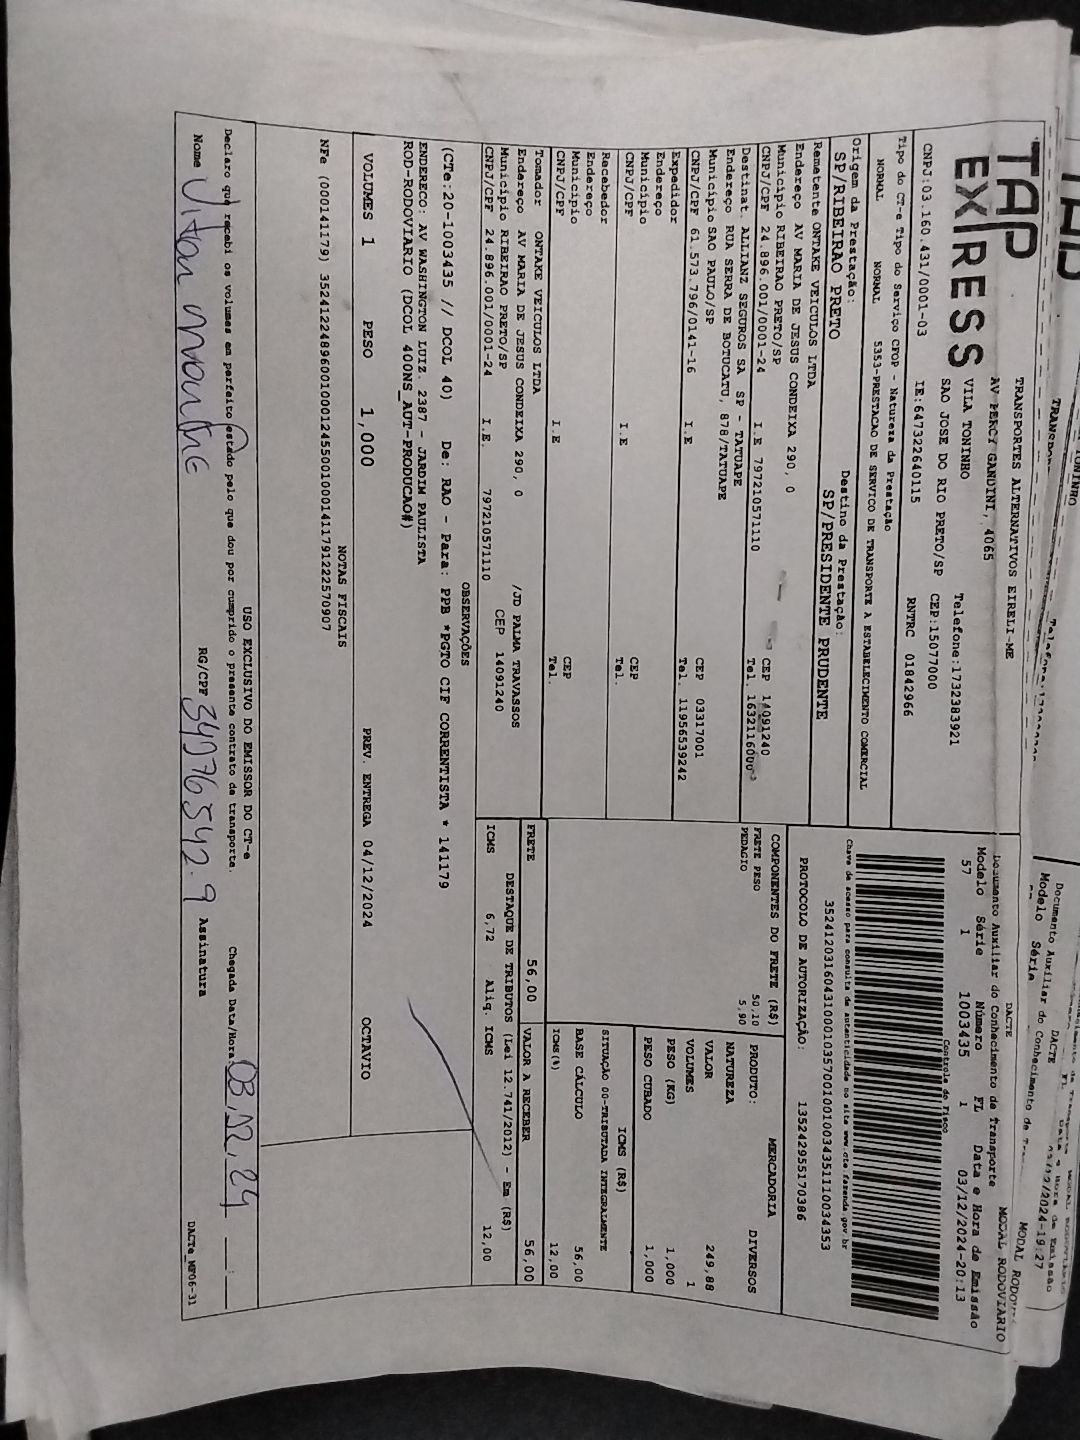 TAP
EXPRESS
TRANSPORTES ALTERNATIVOS EIRELI-ME
AV PERCY GANDINI, 4065
VILA TONINHO Telefone:1732383921
SAO JOSE DO RIO PRETO/SP CEP:15077000
CNPJ:03.160.431/0001-03 IE:647322640115 RNTRC 01842966
DACTE MODAL RODOVIARIO
Documento Auxiliar do Conhecimento de Transporte
Modelo Série Número FL Data e Hora de Emissão
57 1 1003435 1 03/12/2024-20:13
Controle do Fisco
Tipo do CT-e Tipo do Serviço CFOP - Natureza da Prestação
NORMAL NORMAL 5353-PRESTACAO DE SERVICO DE TRANSPORTE A ESTABELECIMENTO COMERCIAL
Chave de acesso para consulta de autenticidade no site www.cte.fazenda.gov.br
35241203160431000103570010010034351110034353
PROTOCOLO DE AUTORIZAÇÃO: 135242955170386
Origem da Prestação: Destino da Prestação:
SP/RIBEIRAO PRETO SP/PRESIDENTE PRUDENTE
Remetente ONTAKE VEICULOS LTDA
Endereço AV MARIA DE JESUS CONDEIXA 290, 0
Município RIBEIRAO PRETO/SP CEP 14091240
CNPJ/CPF 24.896.001/0001-24 I.E 797210571110 Tel. 1632116000
Destinat. ALLIANZ SEGUROS SA SP - TATUAPE
Endereço RUA SERRA DE BOTUCATU, 878/TATUAPE
Município SAO PAULO/SP CEP 03317001
CNPJ/CPF 61.573.796/0141-16 I.E Tel. 11956539242
Expedidor
Endereço
Município CEP
CNPJ/CPF I.E Tel.
Recebedor
Endereço
Município CEP
CNPJ/CPF I.E Tel.
Tomador ONTAKE VEICULOS LTDA
Endereço AV MARIA DE JESUS CONDEIXA 290, 0 /JD PALMA TRAVASSOS
Município RIBEIRAO PRETO/SP CEP 14091240
CNPJ/CPF 24.896.001/0001-24 I.E. 797210571110
COMPONENTES DO FRETE (R$)
FRETE PESO 50,10
PEDAGIO 5,90
MERCADORIA
PRODUTO: DIVERSOS
NATUREZA
VALOR 249,88
VOLUMES 1
PESO (KG) 1,000
PESO CUBADO 1,000
ICMS (R$)
SITUAÇÃO 00-TRIBUTADA INTEGRALMENTE
BASE CÁLCULO 56,00
ICMS(%) 12,00
FRETE 56,00 VALOR A RECEBER 56,00
DESTAQUE DE TRIBUTOS (Lei 12.741/2012) - Em (R$)
ICMS 6,72 Aliq. ICMS 12,00
OBSERVAÇÕES
(CTe:20-1003435 // DCOL 40) De: RAO - Para: PPB *PGTO CIF CORRENTISTA * 141179
ENDERECO: AV WASHINGTON LUIZ 2387 - JARDIM PAULISTA
ROD-RODOVIARIO (DCOL 400NS_AUT-PRODUCAO#)
VOLUMES 1 PESO 1,000 PREV. ENTREGA 04/12/2024 OCTAVIO
NOTAS FISCAIS
NFe (000141179) 35241224896001000124550010001411791222570907
USO EXCLUSIVO DO EMISSOR DO CT-e
Declaro que recebi os volumes em perfeito estado pelo que dou por cumprido o presente contrato de transporte. Chegada Data/Hora: 03,12,24 __:__
Nome RG/CPF 34976542.9 Assinatura
DACTe_MF06-31